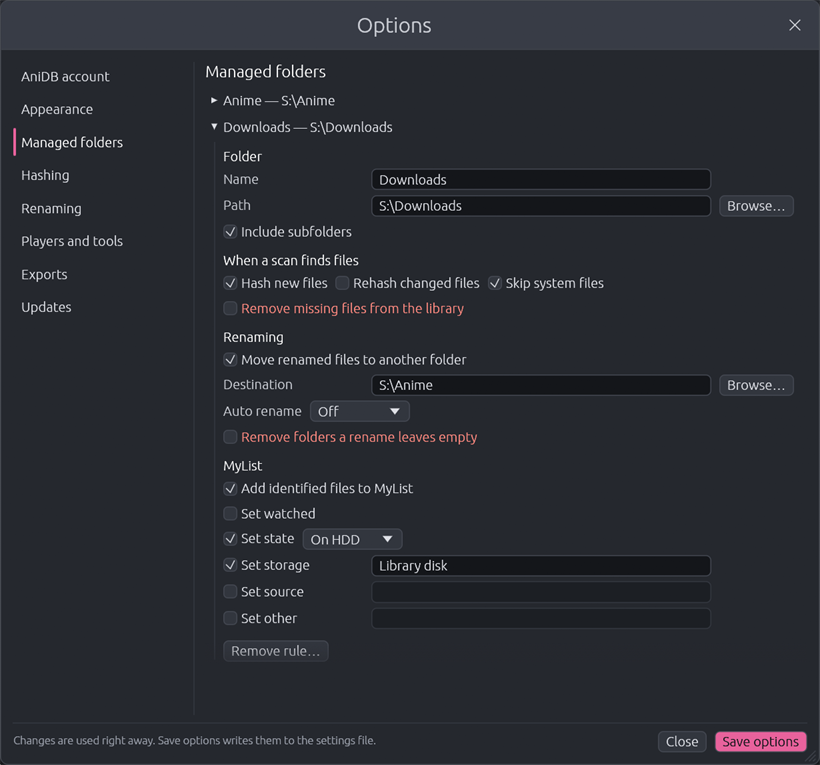 Options
AniDB account
Appearance
Managed folders
Hashing
Renaming
Players and tools
Exports
Updates
Managed folders
Anime — S:\Anime
Downloads — S:\Downloads
Folder
Name Downloads
Path S:\Downloads Browse...
Include subfolders
When a scan finds files
Hash new files Rehash changed files Skip system files
Remove missing files from the library
Renaming
Move renamed files to another folder
Destination S:\Anime Browse...
Auto rename Off
Remove folders a rename leaves empty
MyList
Add identified files to MyList
Set watched
Set state On HDD
Set storage Library disk
Set source
Set other
Remove rule...
Changes are used right away. Save options writes them to the settings file.
Close Save options